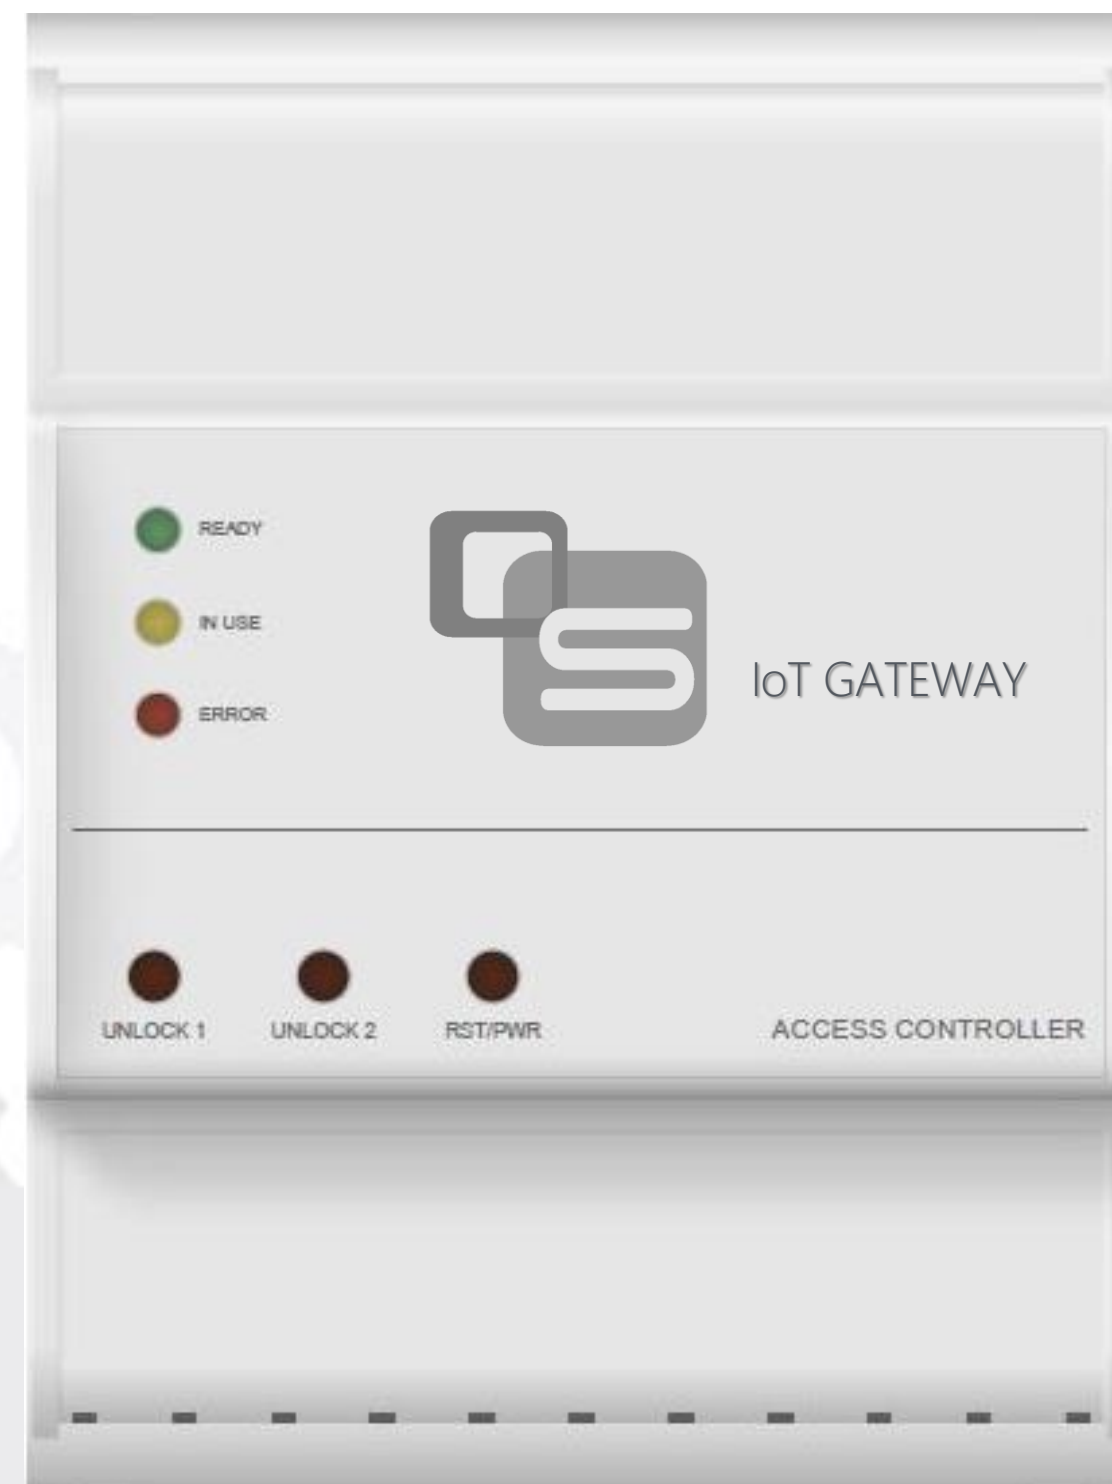 READY
IN USE
IoT GATEWAY
ERROR
UNLOCK 1
UNLOCK 2
RST/PWR
ACCESS CONTROLLER